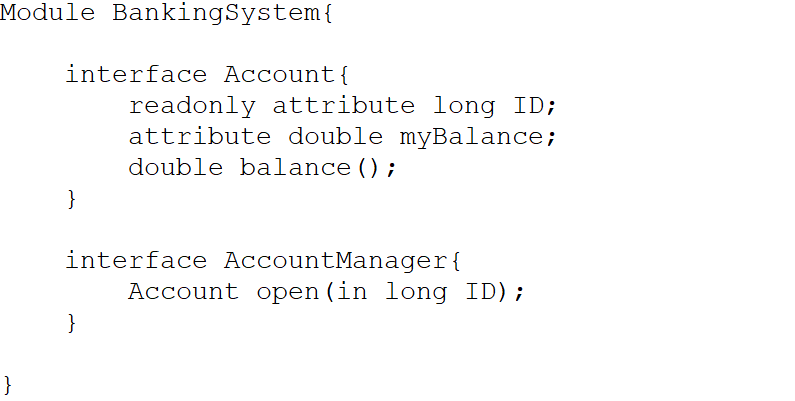 Module BankingSystem{
interface Account{
readonly attribute long ID;
attribute double myBalance;
double balance();
}
interface AccountManager{
Account open(in long ID);
}
}